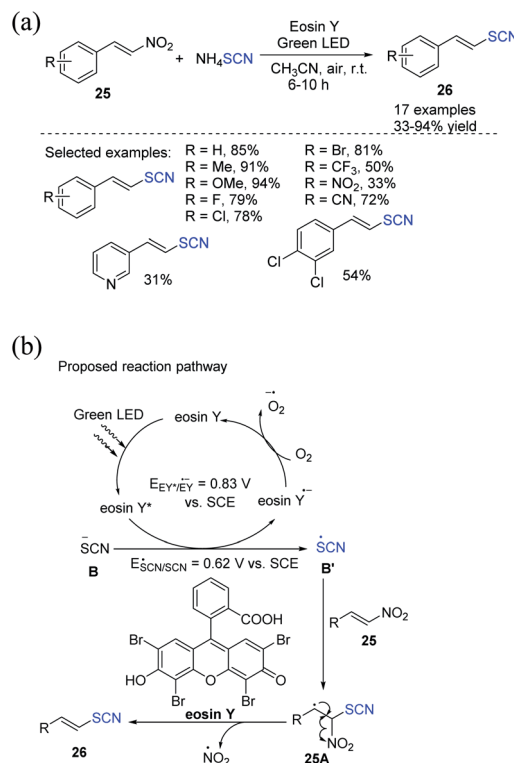 (a)
R
NO2
25
+
NH4SCN
Eosin Y
Green LED
CH3CN, air, r.t.
6-10 h
R
SCN
26
17 examples
33-94% yield
Selected examples:
R
SCN
R = H, 85%
R = Me, 91%
R = OMe, 94%
R = F, 79%
R = Cl, 78%
R = Br, 81%
R = CF3, 50%
R = NO2, 33%
R = CN, 72%
N
SCN
31%
Cl
Cl
SCN
54%
(b)
Proposed reaction pathway
Green LED
eosin Y
O2•−
O2
eosin Y*
EEY*/EY•− = 0.83 V
vs. SCE
eosin Y•−
−SCN
B
E•SCN/SCN = 0.62 V vs. SCE
•SCN
B'
COOH
Br
Br
HO
O
O
Br
Br
eosin Y
R
NO2
25
R
SCN
26
•NO2
R
•
SCN
NO2
25A